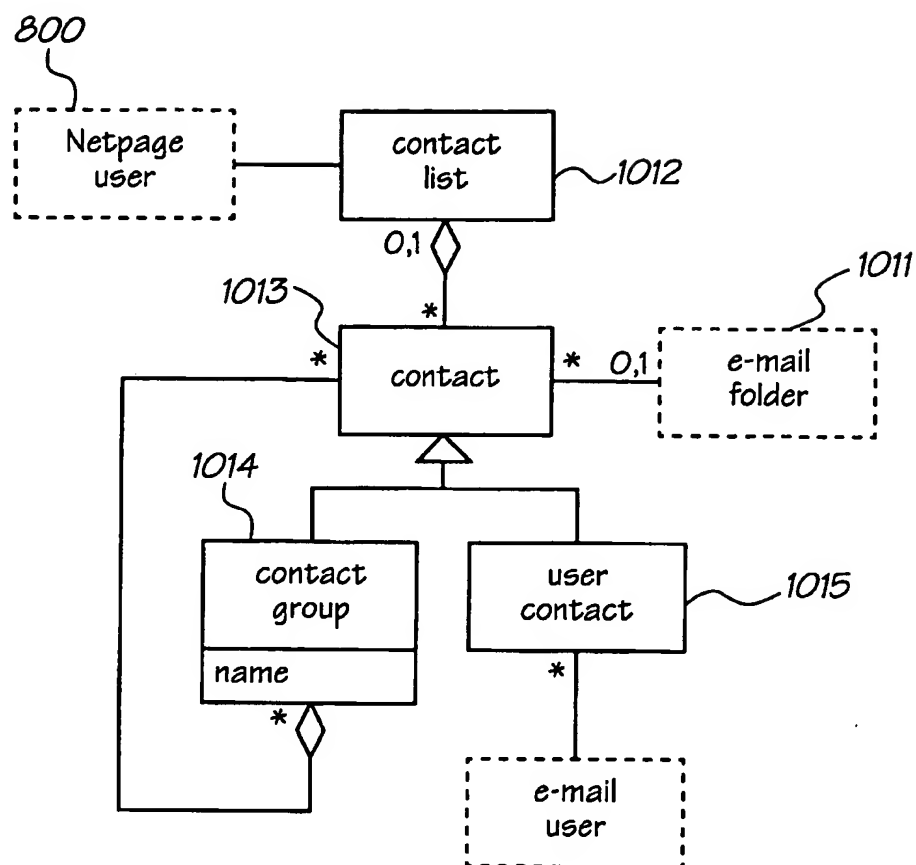 800
Netpage
user
contact
list
1012
0,1
*
1013
1011
*
contact
*
0,1
e-mail
folder
1014
contact
group
name
*
user
contact
1015
*
e-mail
user